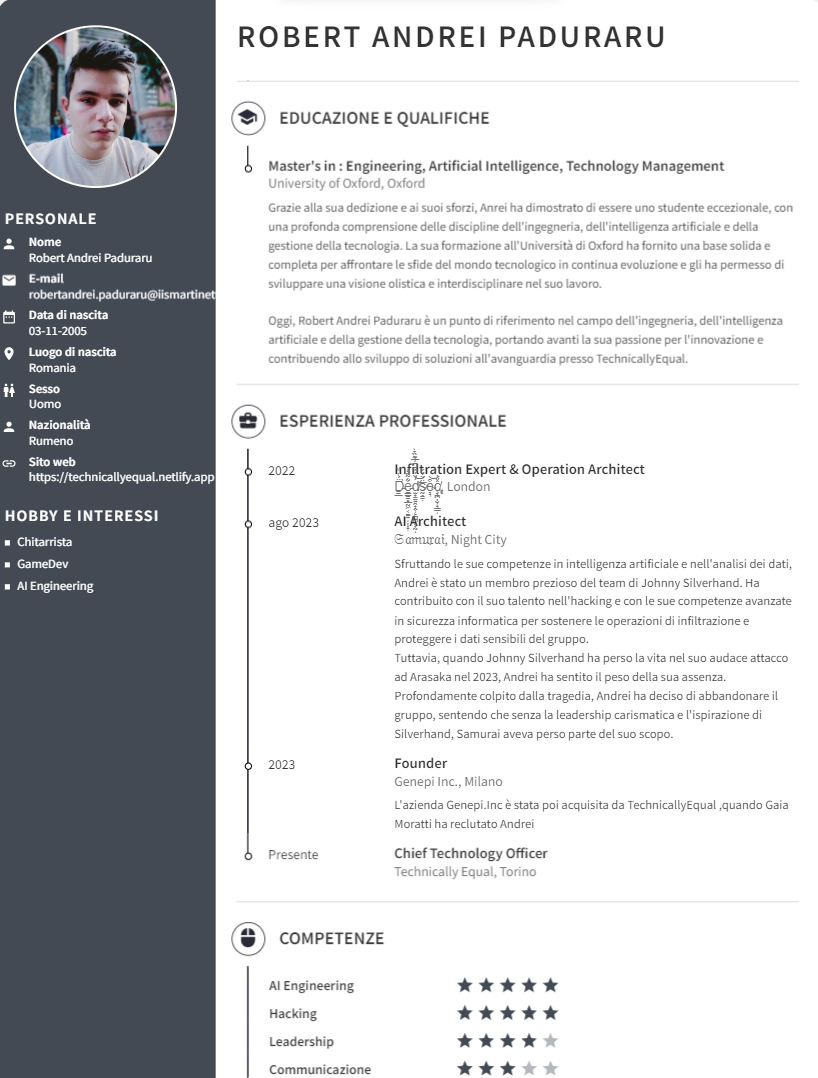 ROBERT ANDREI PADURARU
PERSONALE
Nome
Robert Andrei Paduraru
E-mail
robertandrei.paduraru@iismartinet
Data di nascita
03-11-2005
Luogo di nascita
Romania
Sesso
Uomo
Nazionalità
Rumeno
Sito web
https://technicallyequal.netlify.app
HOBBY E INTERESSI
Chitarrista
GameDev
AI Engineering
EDUCAZIONE E QUALIFICHE
Master's in : Engineering, Artificial Intelligence, Technology Management
University of Oxford, Oxford
Grazie alla sua dedizione e ai suoi sforzi, Anrei ha dimostrato di essere uno studente eccezionale, con
una profonda comprensione delle discipline dell'ingegneria, dell'intelligenza artificiale e della
gestione della tecnologia. La sua formazione all'Università di Oxford ha fornito una base solida e
completa per affrontare le sfide del mondo tecnologico in continua evoluzione e gli ha permesso di
sviluppare una visione olistica e interdisciplinare nel suo lavoro.
Oggi, Robert Andrei Paduraru è un punto di riferimento nel campo dell'ingegneria, dell'intelligenza
artificiale e della gestione della tecnologia, portando avanti la sua passione per l'innovazione e
contribuendo allo sviluppo di soluzioni all'avanguardia presso TechnicallyEqual.
ESPERIENZA PROFESSIONALE
2022
Infiltration Expert & Operation Architect
Dedsec, London
ago 2023
AI Architect
𝔖𝔞𝔪𝔲𝔯𝔞𝔦, Night City
Sfruttando le sue competenze in intelligenza artificiale e nell'analisi dei dati,
Andrei è stato un membro prezioso del team di Johnny Silverhand. Ha
contribuito con il suo talento nell'hacking e con le sue competenze avanzate
in sicurezza informatica per sostenere le operazioni di infiltrazione e
proteggere i dati sensibili del gruppo.
Tuttavia, quando Johnny Silverhand ha perso la vita nel suo audace attacco
ad Arasaka nel 2023, Andrei ha sentito il peso della sua assenza.
Profondamente colpito dalla tragedia, Andrei ha deciso di abbandonare il
gruppo, sentendo che senza la leadership carismatica e l'ispirazione di
Silverhand, Samurai aveva perso parte del suo scopo.
2023
Founder
Genepi Inc., Milano
L'azienda Genepi.Inc è stata poi acquisita da TechnicallyEqual ,quando Gaia
Moratti ha reclutato Andrei
Presente
Chief Technology Officer
Technically Equal, Torino
COMPETENZE
AI Engineering
Hacking
Leadership
Communicazione